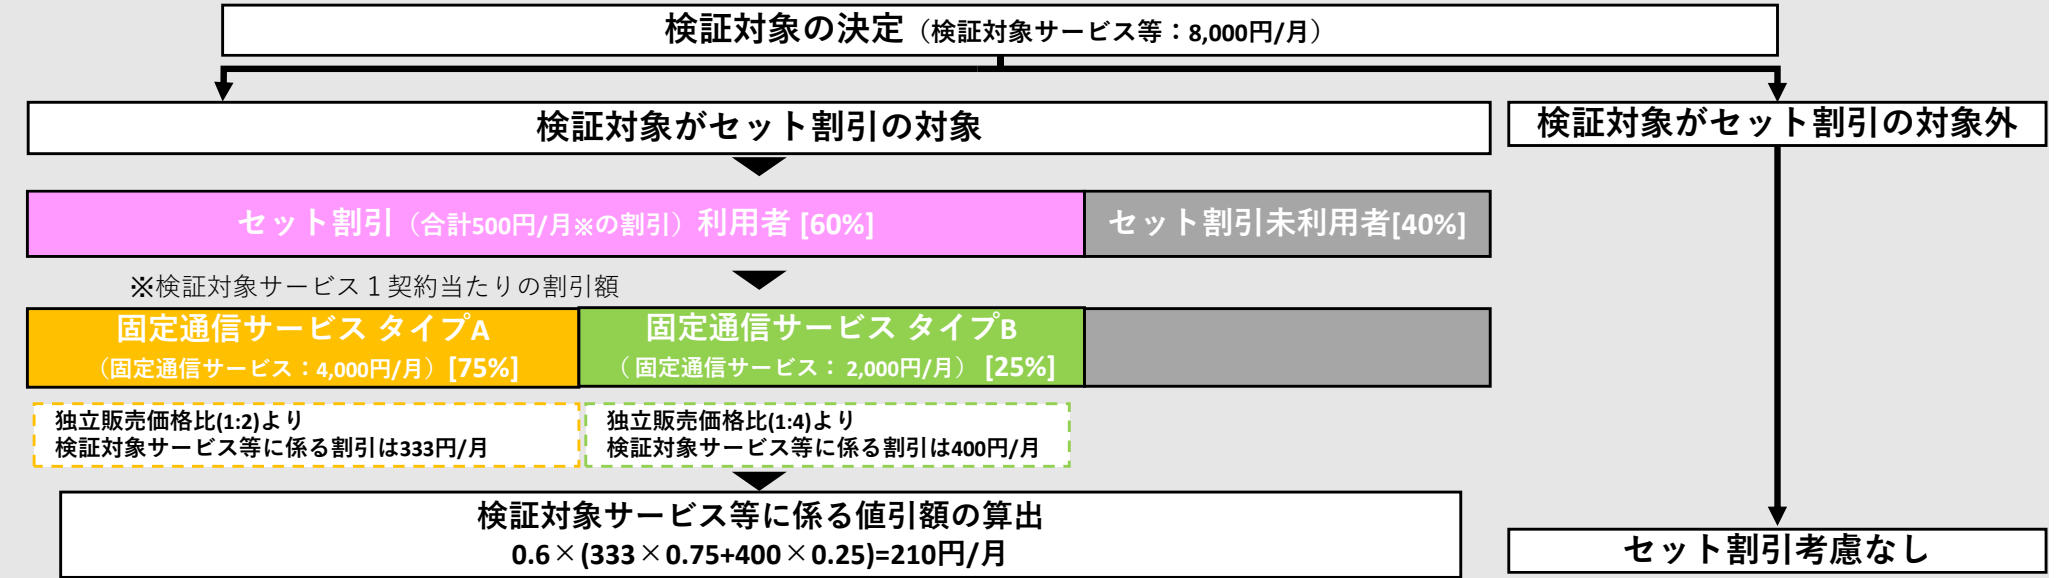 検証対象の決定（検証対象サービス等：8,000円/月）
検証対象がセット割引の対象
検証対象がセット割引の対象外
セット割引（合計500円/月※の割引）利用者 [60%]
セット割引未利用者[40%]
※検証対象サービス１契約当たりの割引額
固定通信サービス タイプA
（固定通信サービス：4,000円/月）[75%]
固定通信サービス タイプB
（ 固定通信サービス： 2,000円/月） [25%]
独立販売価格比(1:2)より
検証対象サービス等に係る割引は333円/月
独立販売価格比(1:4)より
検証対象サービス等に係る割引は400円/月
検証対象サービス等に係る値引額の算出
0.6×(333×0.75+400×0.25)=210円/月
セット割引考慮なし